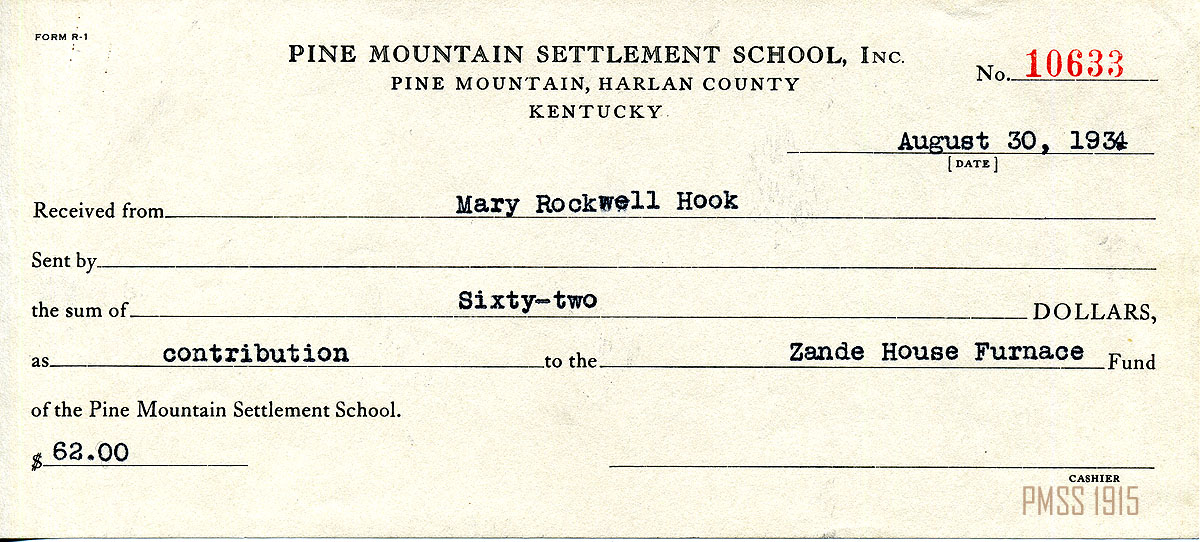 FORM R-1
PINE MOUNTAIN SETTLEMENT SCHOOL, INC.
PINE MOUNTAIN, HARLAN COUNTY
KENTUCKY
No. 10633
August 30, 1934
[DATE]
Received from Mary Rockwell Hook
Sent by
the sum of Sixty-two DOLLARS,
as contribution to the Zande House Furnace Fund
of the Pine Mountain Settlement School.
$ 62.00
CASHIER
PMSS 1915